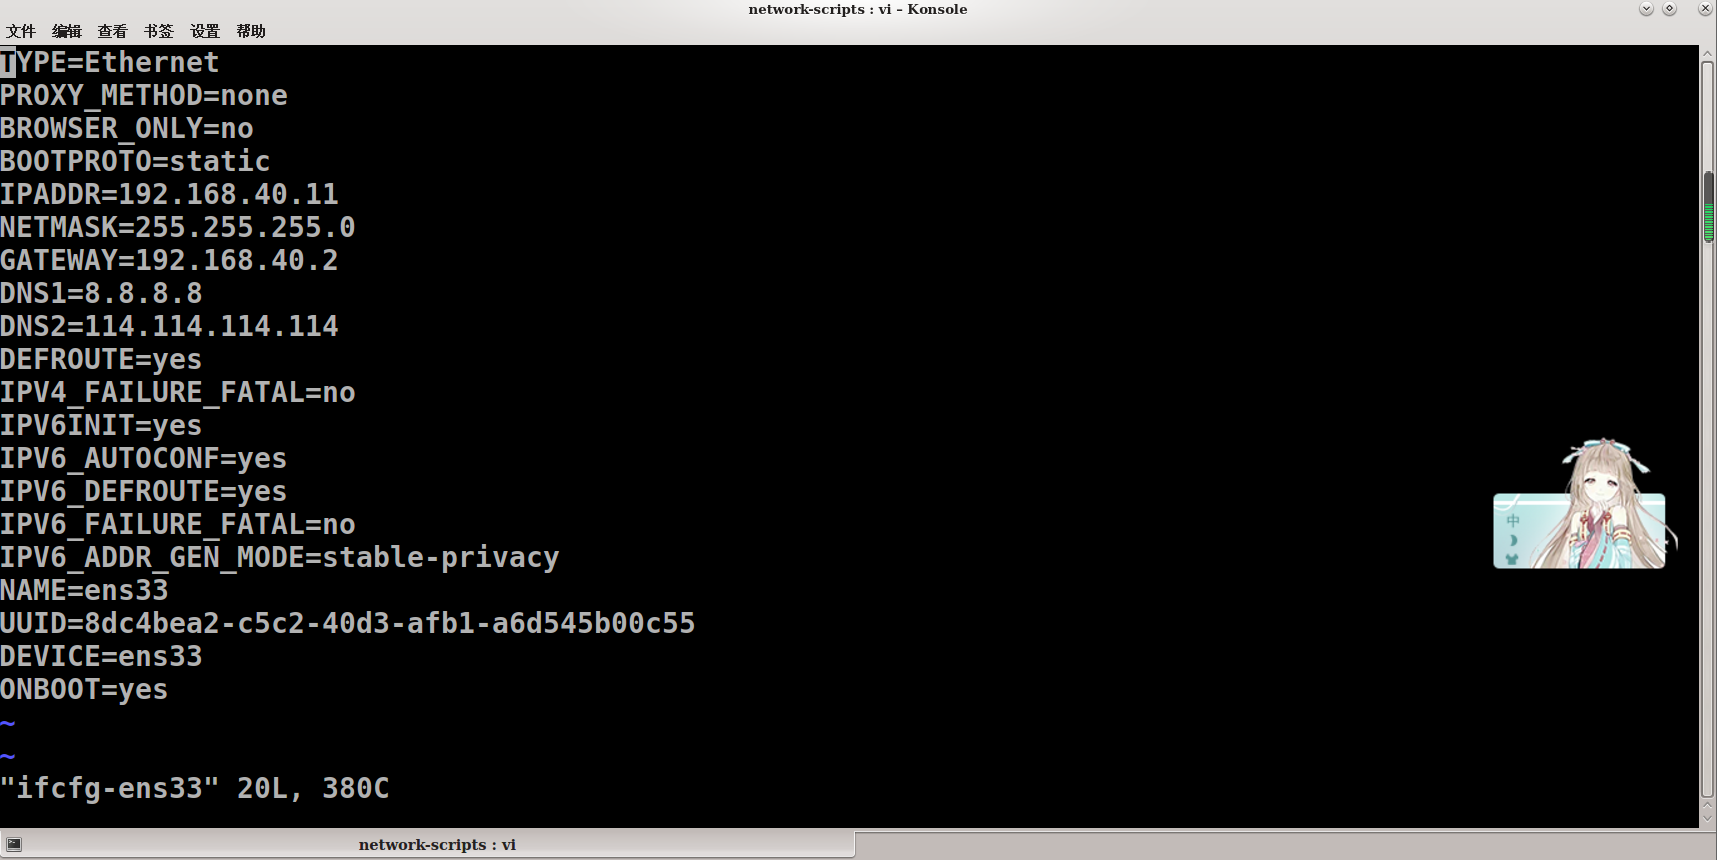 network-scripts : vi – Konsole
文件 编辑 查看 书签 设置 帮助
TYPE=Ethernet
PROXY_METHOD=none
BROWSER_ONLY=no
BOOTPROTO=static
IPADDR=192.168.40.11
NETMASK=255.255.255.0
GATEWAY=192.168.40.2
DNS1=8.8.8.8
DNS2=114.114.114.114
DEFROUTE=yes
IPV4_FAILURE_FATAL=no
IPV6INIT=yes
IPV6_AUTOCONF=yes
IPV6_DEFROUTE=yes
IPV6_FAILURE_FATAL=no
IPV6_ADDR_GEN_MODE=stable-privacy
NAME=ens33
UUID=8dc4bea2-c5c2-40d3-afb1-a6d545b00c55
DEVICE=ens33
ONBOOT=yes
~
~
"ifcfg-ens33" 20L, 380C
中
network-scripts : vi